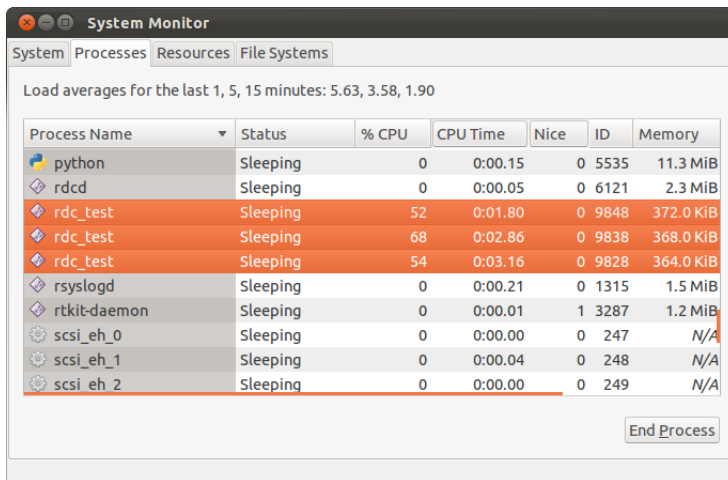 System Monitor
System Processes Resources File Systems
Load averages for the last 1, 5, 15 minutes: 5.63, 3.58, 1.90
Process Name Status % CPU CPU Time Nice ID Memory
python Sleeping 0 0:00.15 0 5535 11.3 MiB
rdcd Sleeping 0 0:00.05 0 6121 2.3 MiB
rdc_test Sleeping 52 0:01.80 0 9848 372.0 KiB
rdc_test Sleeping 68 0:02.86 0 9838 368.0 KiB
rdc_test Sleeping 54 0:03.16 0 9828 364.0 KiB
rsyslogd Sleeping 0 0:00.21 0 1315 1.5 MiB
rtkit-daemon Sleeping 0 0:00.01 1 3287 1.2 MiB
scsi_eh_0 Sleeping 0 0:00.00 0 247 N/A
scsi_eh_1 Sleeping 0 0:00.04 0 248 N/A
scsi_eh_2 Sleeping 0 0:00.00 0 249 N/A
End Process